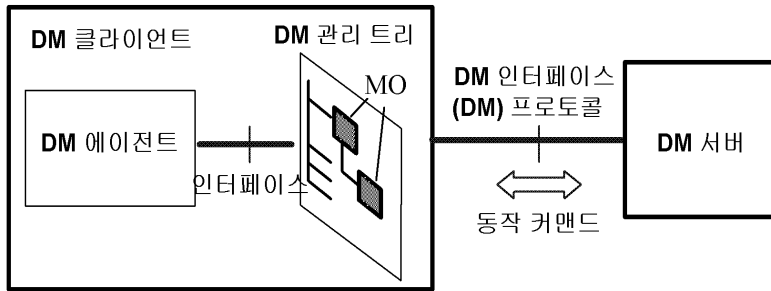 DM 클라이언트
DM 관리 트리
MO
DM 에이전트
인터페이스
DM 인터페이스
(DM) 프로토콜
동작 커맨드
DM 서버